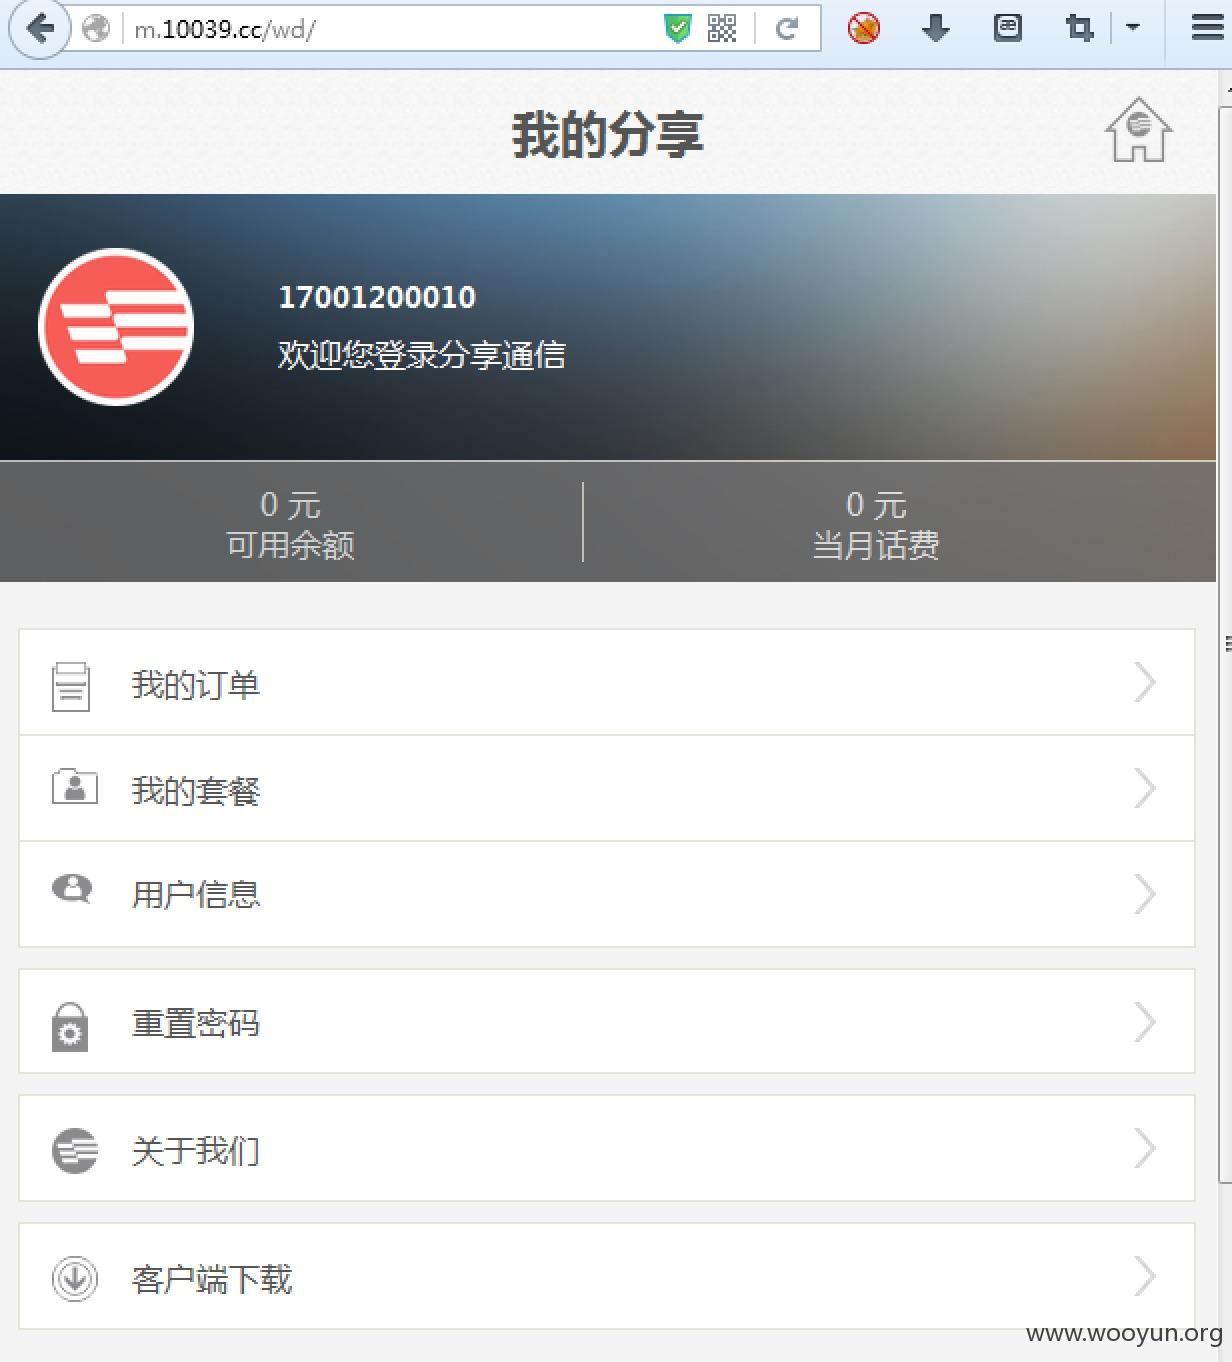 m.10039.cc/wd/
我的分享
17001200010
欢迎您登录分享通信
0 元
可用余额
0 元
当月话费
我的订单
我的套餐
用户信息
重置密码
关于我们
客户端下载
www.wooyun.org